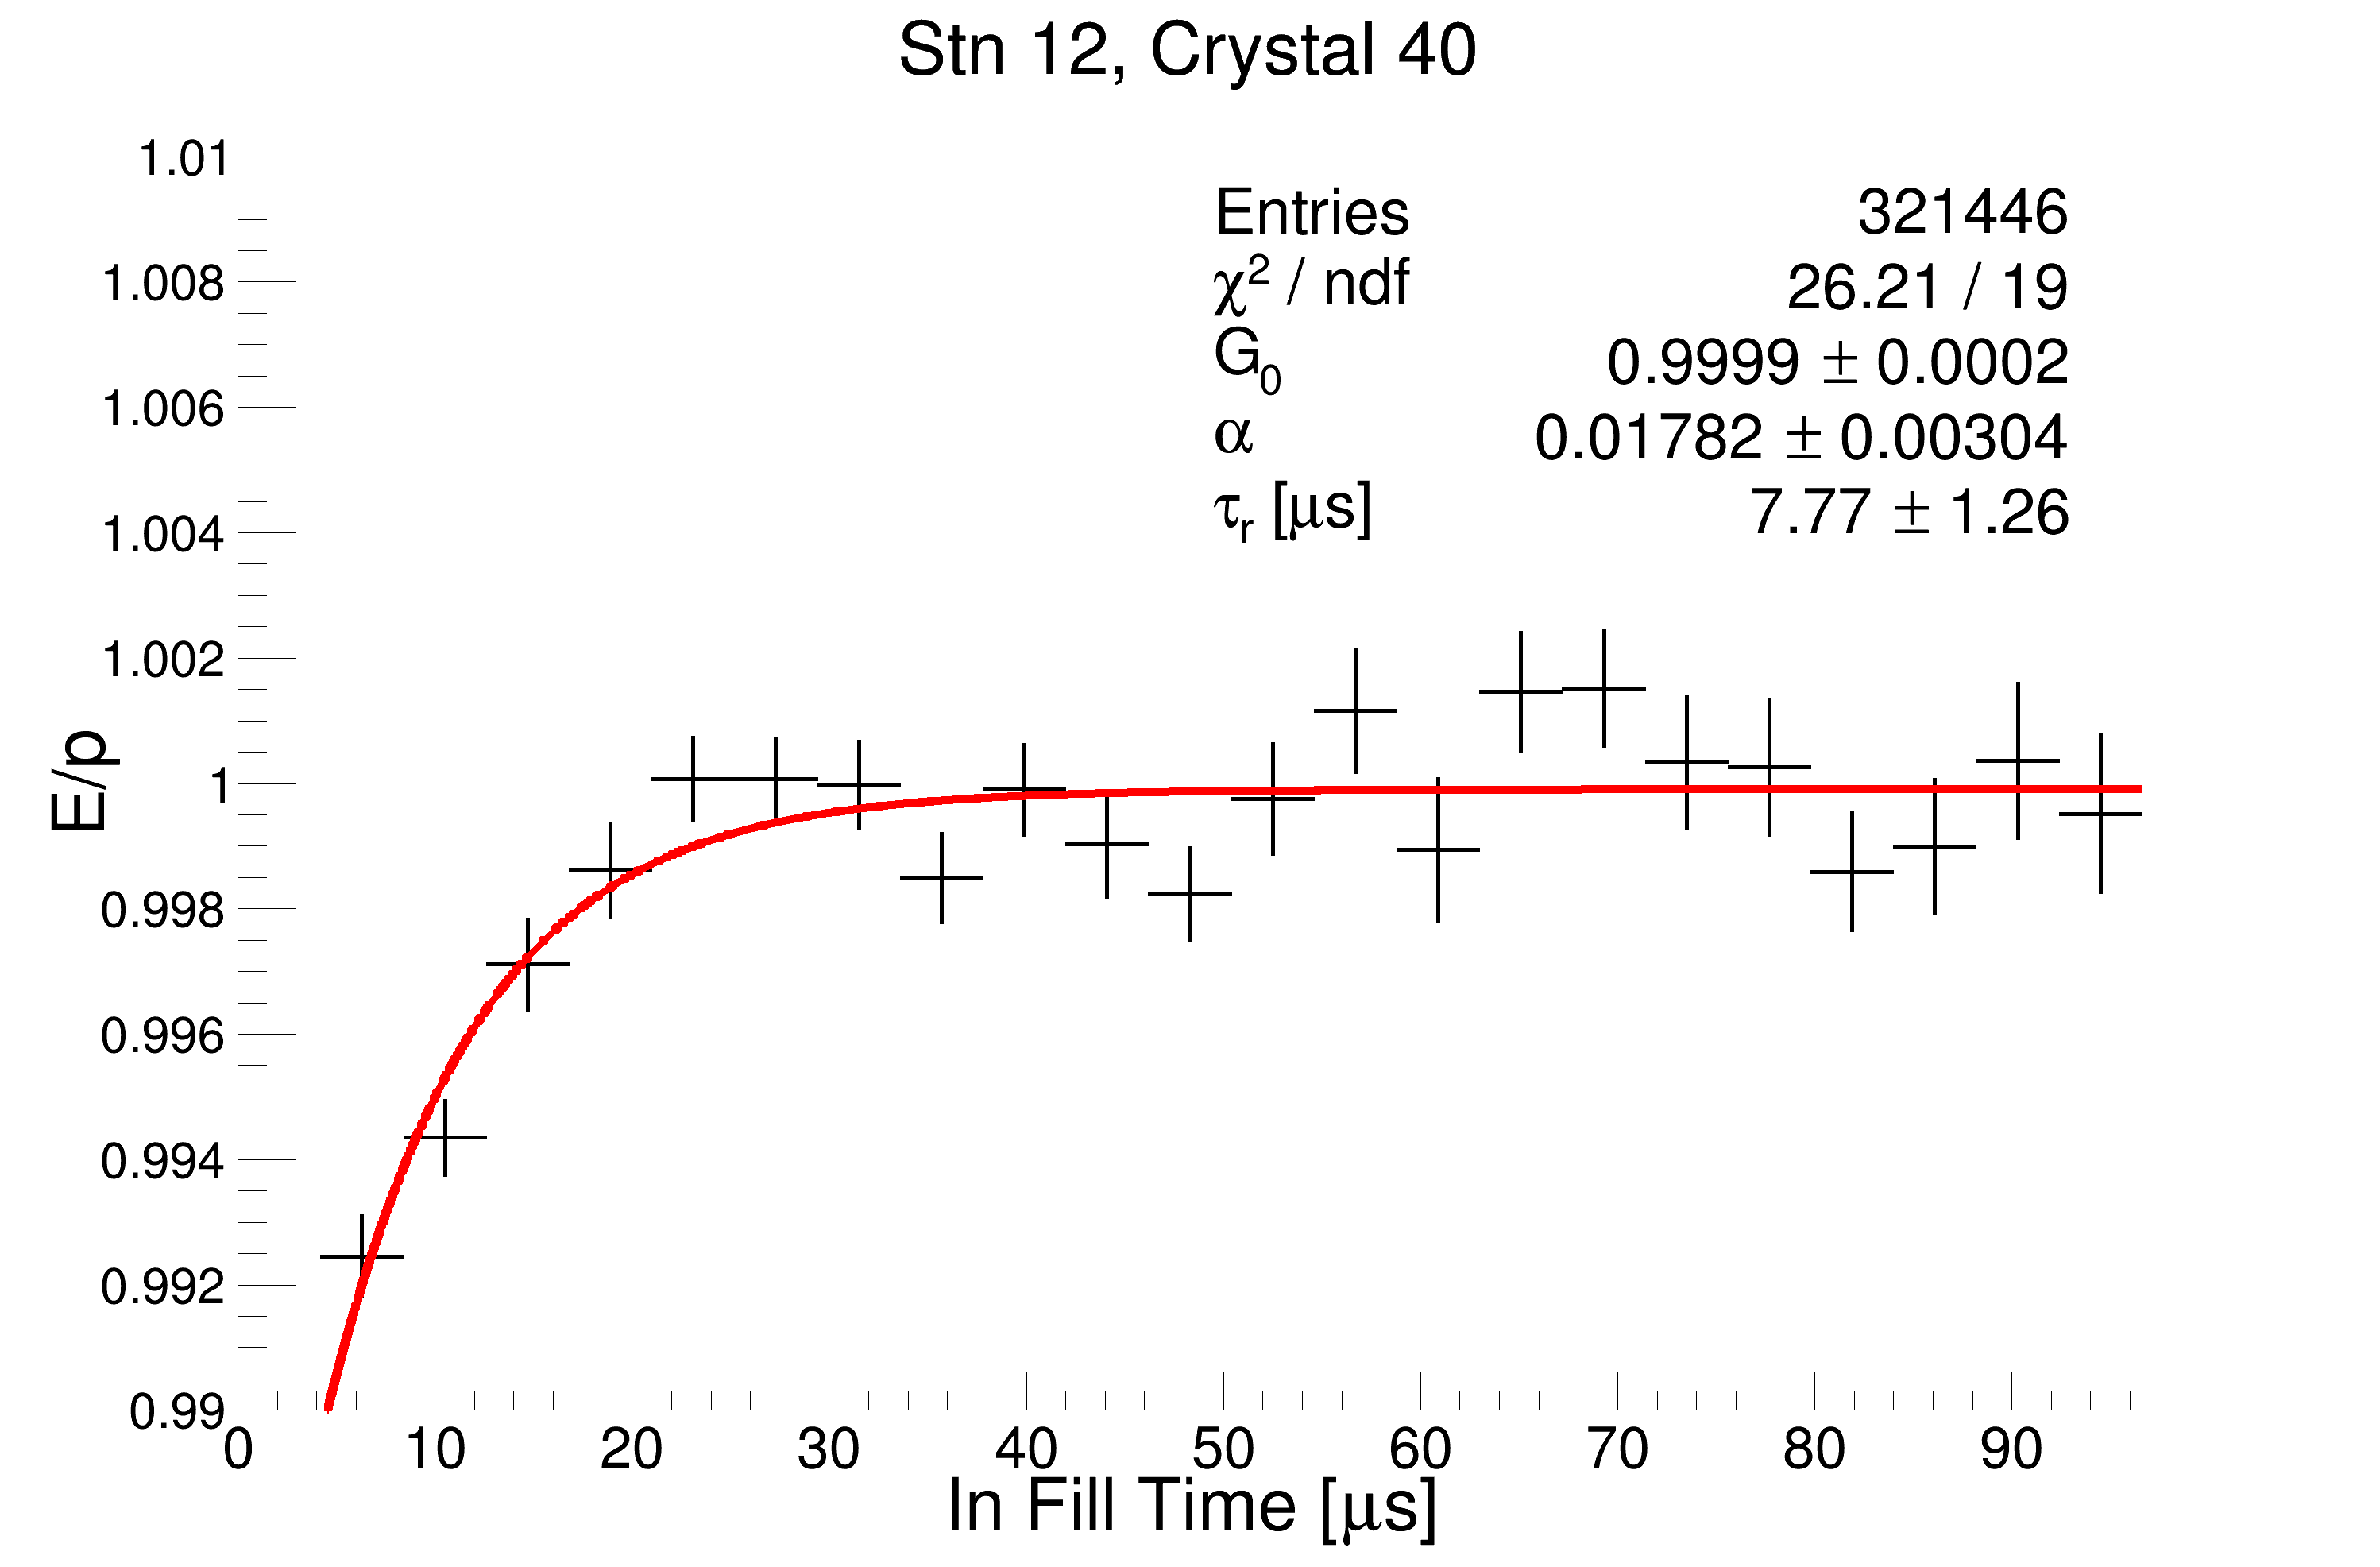 Stn 12, Crystal 40
Entries 321446
χ² / ndf 26.21 / 19
G₀ 0.9999 ± 0.0002
α 0.01782 ± 0.00304
τᵣ [μs] 7.77 ± 1.26
1.01
1.008
1.006
1.004
1.002
1
0.998
0.996
0.994
0.992
0.99
E/p
0 10 20 30 40 50 60 70 80 90
In Fill Time [μs]